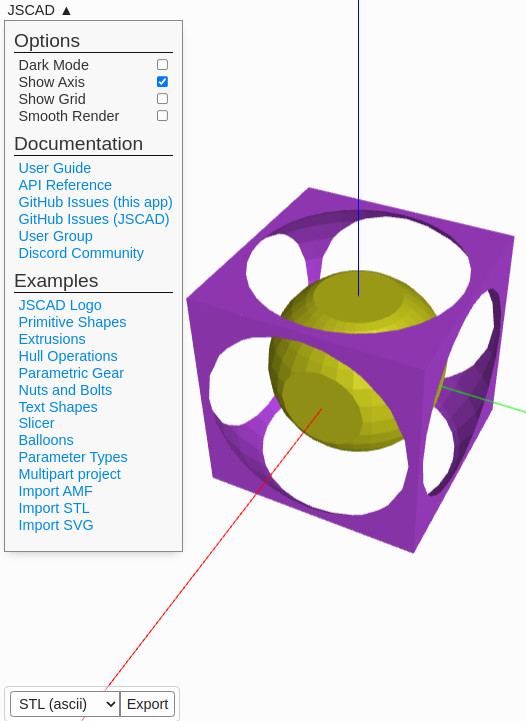 JSCAD ▲
Options
Dark Mode
Show Axis
Show Grid
Smooth Render
Documentation
User Guide
API Reference
GitHub Issues (this app)
GitHub Issues (JSCAD)
User Group
Discord Community
Examples
JSCAD Logo
Primitive Shapes
Extrusions
Hull Operations
Parametric Gear
Nuts and Bolts
Text Shapes
Slicer
Balloons
Parameter Types
Multipart project
Import AMF
Import STL
Import SVG
STL (ascii) Export